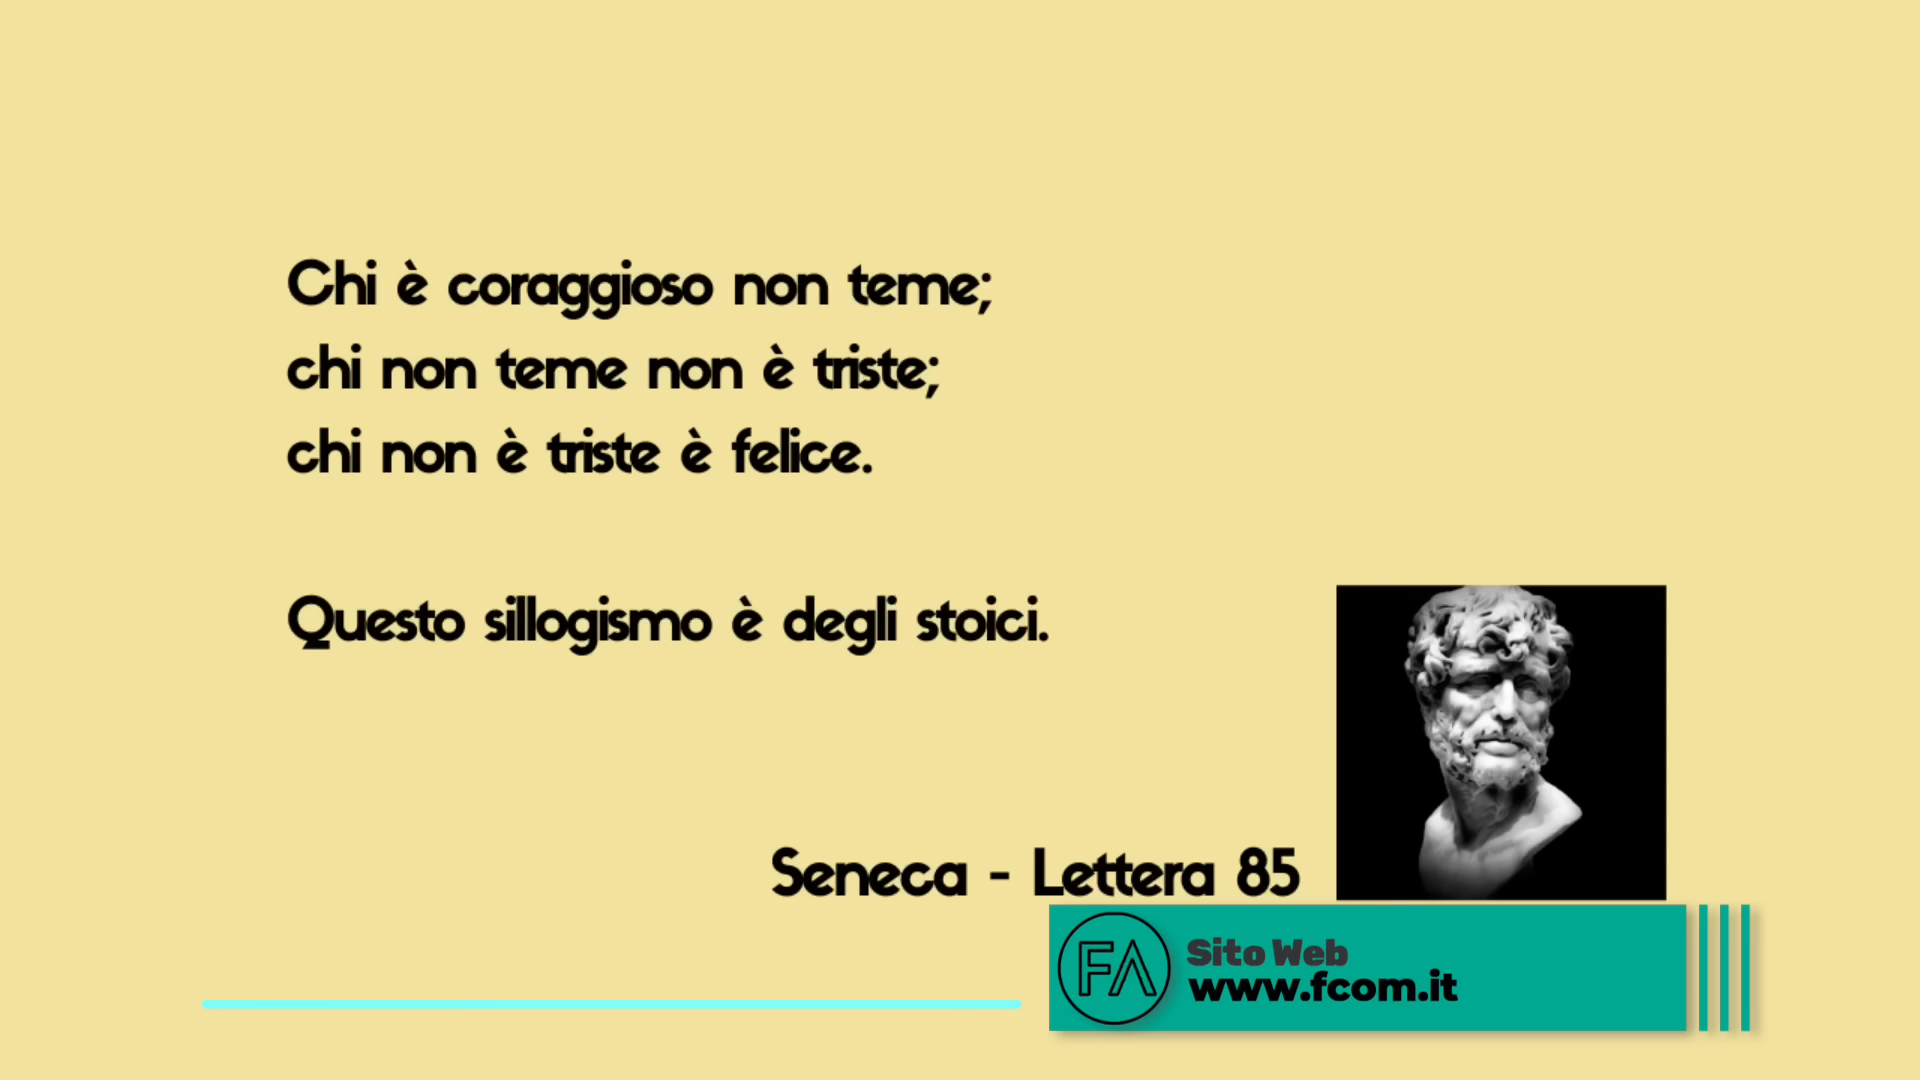 Chi è coraggioso non teme;
chi non teme non è triste;
chi non è triste è felice.
Questo sillogismo è degli stoici.
Seneca - Lettera 85
FA
Sito Web
www.fcom.it